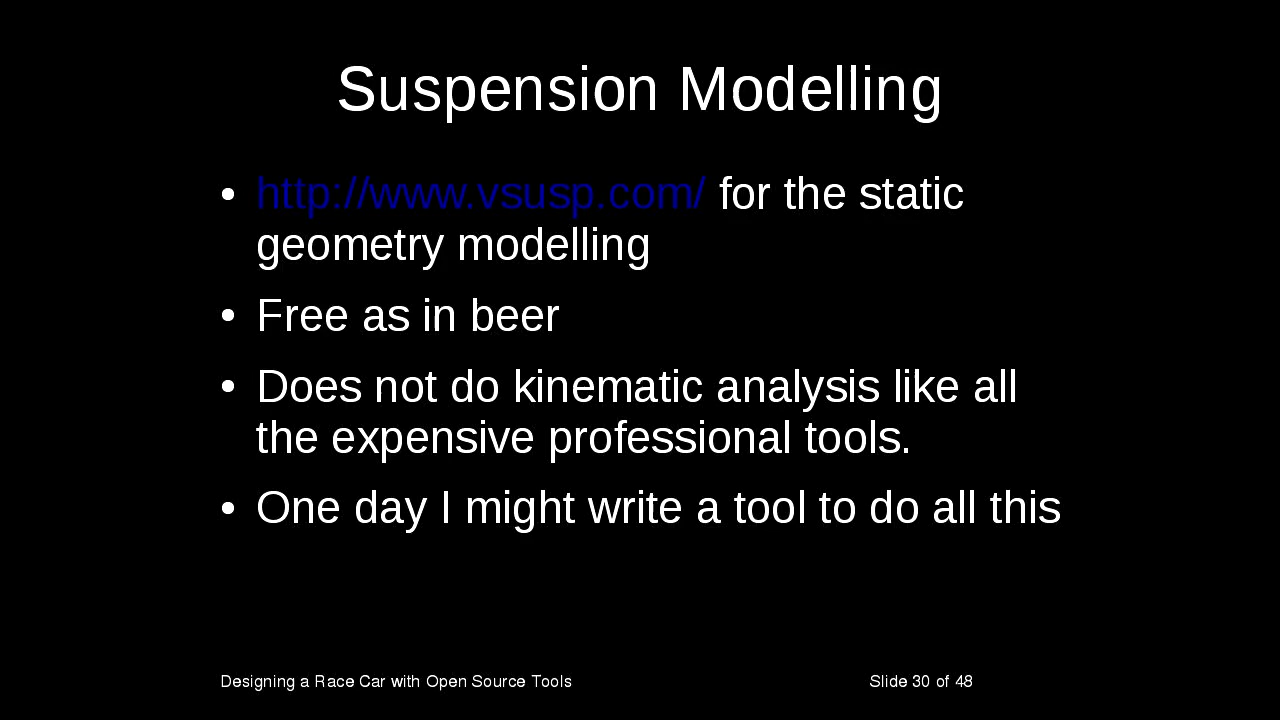 Suspension Modelling
• http://www.vsusp.com/ for the static
geometry modelling
• Free as in beer
• Does not do kinematic analysis like all
the expensive professional tools.
• One day I might write a tool to do all this
Designing a Race Car with Open Source Tools
Slide 30 of 48